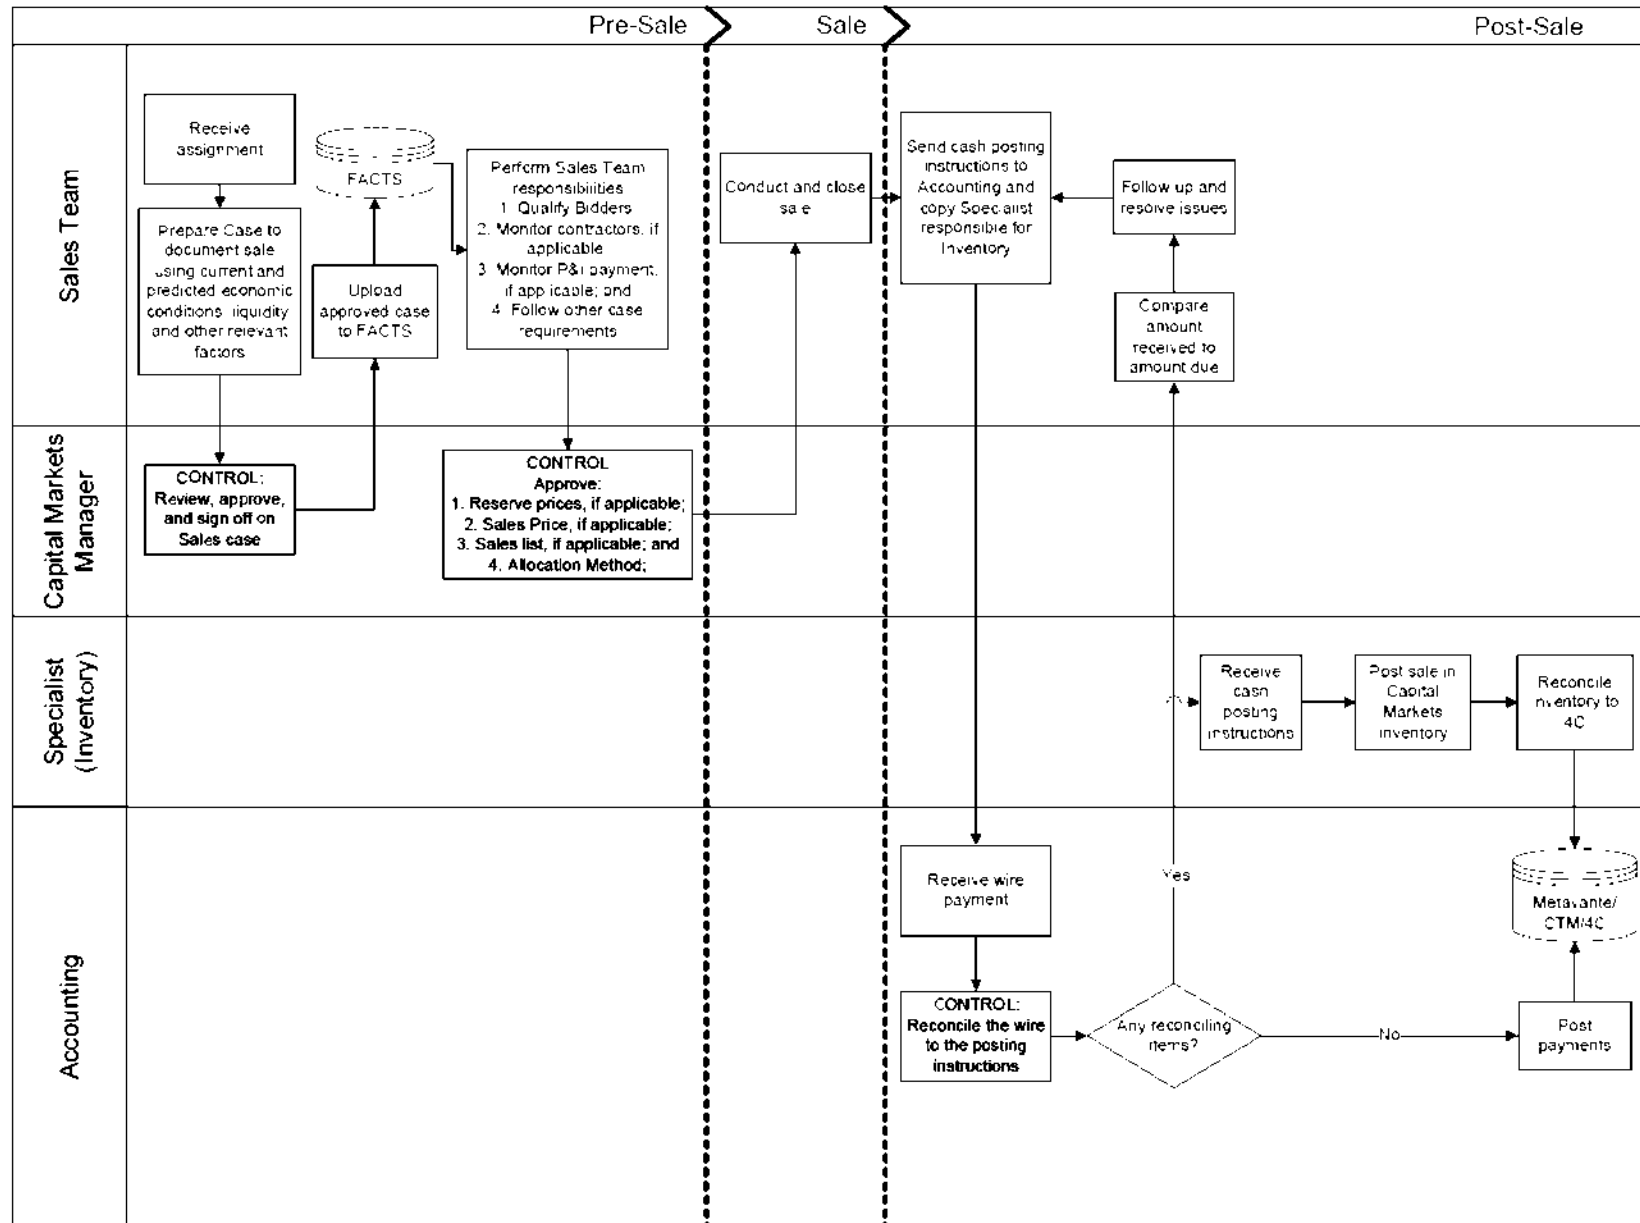 Pre-Sale
Sale
Post-Sale
Sales Team
Receive
assignment
Prepare Case to
document sale
using current and
predicted economic
conditions liquidity
and other relevant
factors
FACTS
Upload
approved case
to FACTS
Perform Sales Team
responsibilities
1. Qualify Bidders
2. Monitor contractors, if
applicable
3. Monitor P&I payment,
if applicable; and
4. Follow other case
requirements
Conduct and close
sale
Send cash posting
instructions to
Accounting and
copy Specialist
responsible for
Inventory
Follow up and
resolve issues
Compare
amount
received to
amount due
Capital Markets
Manager
CONTROL:
Review, approve,
and sign off on
Sales case
CONTROL
Approve:
1. Reserve prices, if applicable;
2. Sales Price, if applicable;
3. Sales list, if applicable; and
4. Allocation Method;
Specialist
(Inventory)
Receive
cash
posting
instructions
Post sale in
Capital
Markets
inventory
Reconcile
inventory to
4C
Accounting
Receive wire
payment
Yes
Metavante/
CTM/4C
CONTROL:
Reconcile the wire
to the posting
instructions
Any reconciling
items?
No
Post
payments